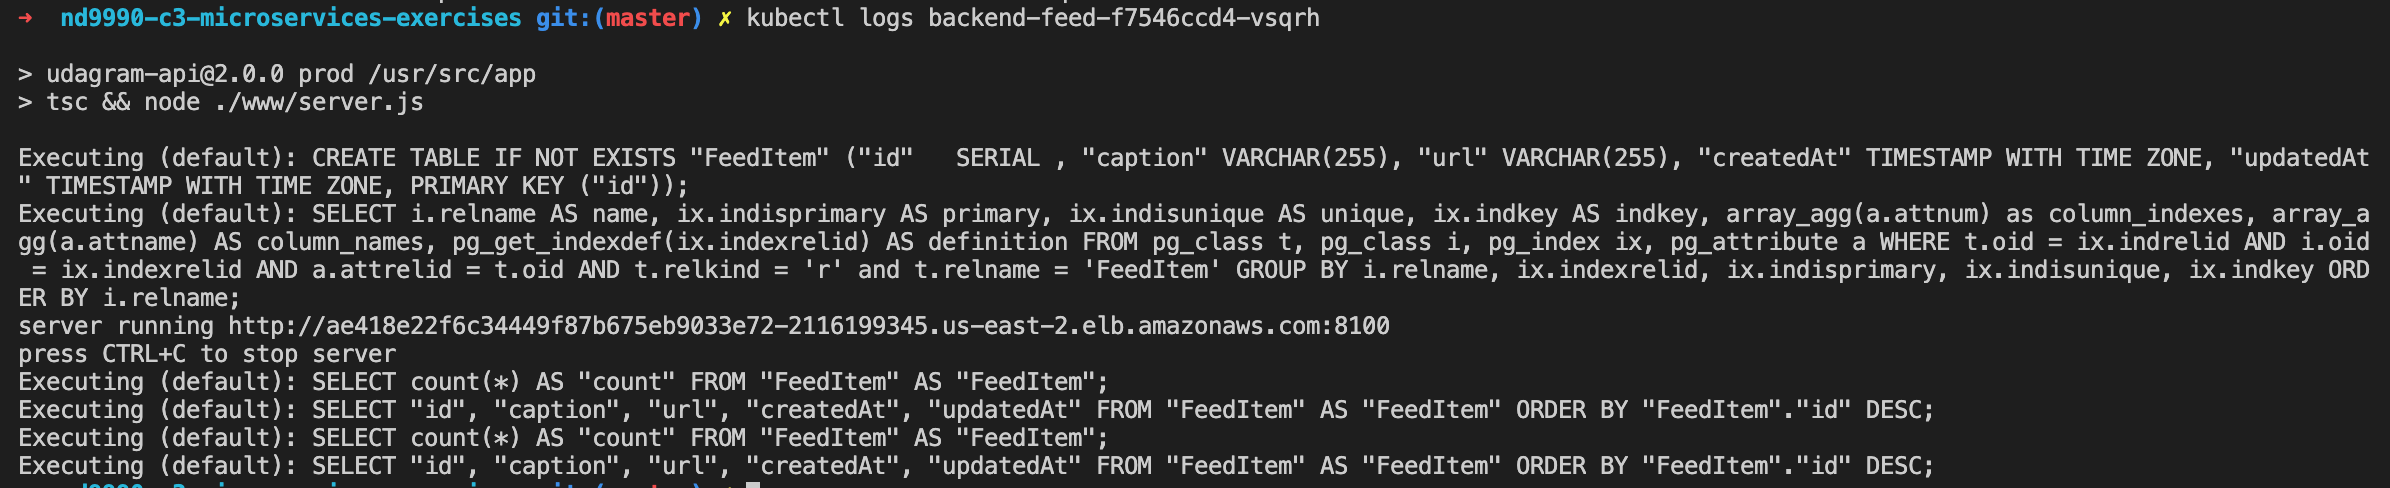 ➜  nd9990-c3-microservices-exercises git:(master) ✗ kubectl logs backend-feed-f7546ccd4-vsqrh
> udagram-api@2.0.0 prod /usr/src/app
> tsc && node ./www/server.js
Executing (default): CREATE TABLE IF NOT EXISTS "FeedItem" ("id"   SERIAL , "caption" VARCHAR(255), "url" VARCHAR(255), "createdAt" TIMESTAMP WITH TIME ZONE, "updatedAt
" TIMESTAMP WITH TIME ZONE, PRIMARY KEY ("id"));
Executing (default): SELECT i.relname AS name, ix.indisprimary AS primary, ix.indisunique AS unique, ix.indkey AS indkey, array_agg(a.attnum) as column_indexes, array_a
gg(a.attname) AS column_names, pg_get_indexdef(ix.indexrelid) AS definition FROM pg_class t, pg_class i, pg_index ix, pg_attribute a WHERE t.oid = ix.indrelid AND i.oid
 = ix.indexrelid AND a.attrelid = t.oid AND t.relkind = 'r' and t.relname = 'FeedItem' GROUP BY i.relname, ix.indexrelid, ix.indisprimary, ix.indisunique, ix.indkey ORD
ER BY i.relname;
server running http://ae418e22f6c34449f87b675eb9033e72-2116199345.us-east-2.elb.amazonaws.com:8100
press CTRL+C to stop server
Executing (default): SELECT count(*) AS "count" FROM "FeedItem" AS "FeedItem";
Executing (default): SELECT "id", "caption", "url", "createdAt", "updatedAt" FROM "FeedItem" AS "FeedItem" ORDER BY "FeedItem"."id" DESC;
Executing (default): SELECT count(*) AS "count" FROM "FeedItem" AS "FeedItem";
Executing (default): SELECT "id", "caption", "url", "createdAt", "updatedAt" FROM "FeedItem" AS "FeedItem" ORDER BY "FeedItem"."id" DESC;